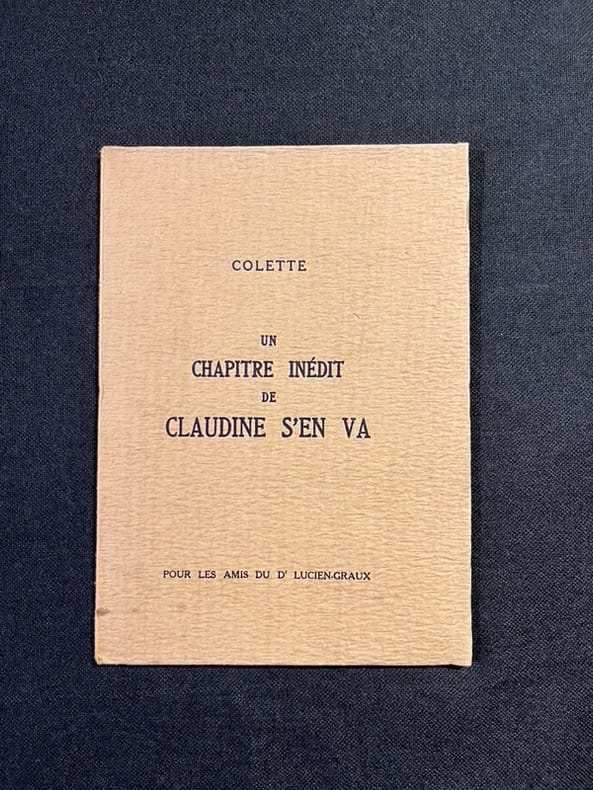 COLETTE
UN
CHAPITRE INÉDIT
DE
CLAUDINE S'EN VA
POUR LES AMIS DU Dʳ LUCIEN-GRAUX